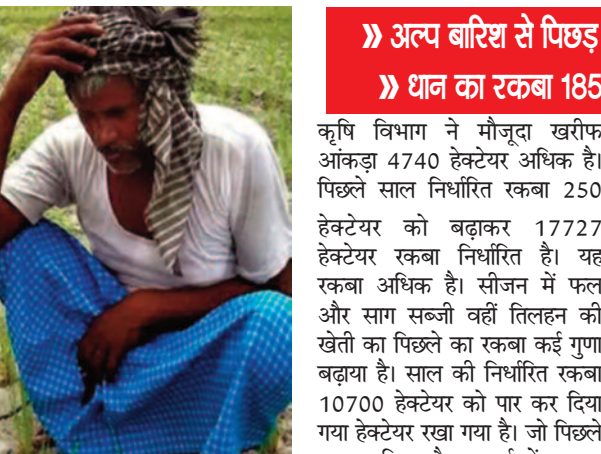 » अल्प बारिश से पिछड़
» धान का रकबा 185
कृषि विभाग ने मौजूदा खरीफ
आंकड़ा 4740 हेक्टेयर अधिक है।
पिछले साल निर्धारित रकबा 250
हेक्टेयर को बढ़ाकर 17727
हेक्टेयर रकबा निर्धारित है। यह
रकबा अधिक है। सीजन में फल
और साग सब्जी वहीं तिलहन की
खेती का पिछले का रकबा कई गुणा
बढ़ाया है। साल की निर्धारित रकबा
10700 हेक्टेयर को पार कर दिया
गया हेक्टेयर रखा गया है। जो पिछले